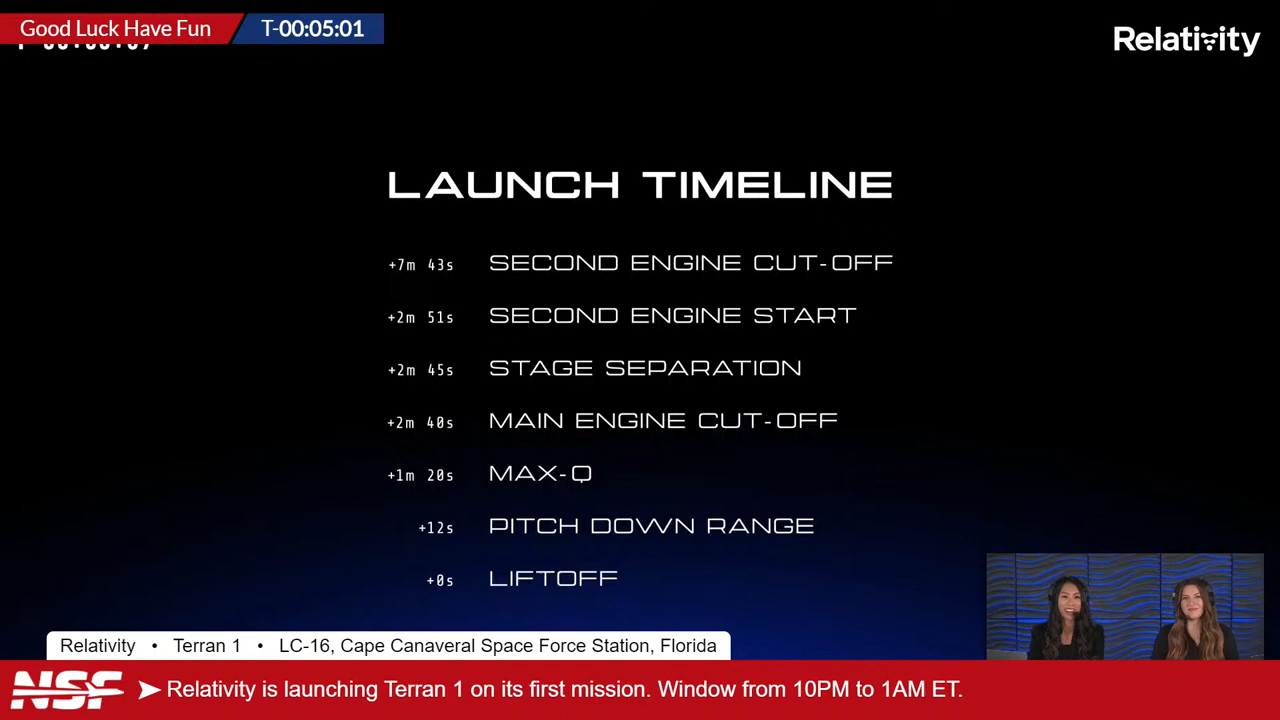 Good Luck Have Fun
T-00:05:01
Relativity
LAUNCH TIMELINE
+7m 43s SECOND ENGINE CUT-OFF
+2m 51s SECOND ENGINE START
+2m 45s STAGE SEPARATION
+2m 40s MAIN ENGINE CUT-OFF
+1m 20s MAX-Q
+12s PITCH DOWN RANGE
+0s LIFTOFF
Relativity • Terran 1 • LC-16, Cape Canaveral Space Force Station, Florida
NSF
Relativity is launching Terran 1 on its first mission. Window from 10PM to 1AM ET.